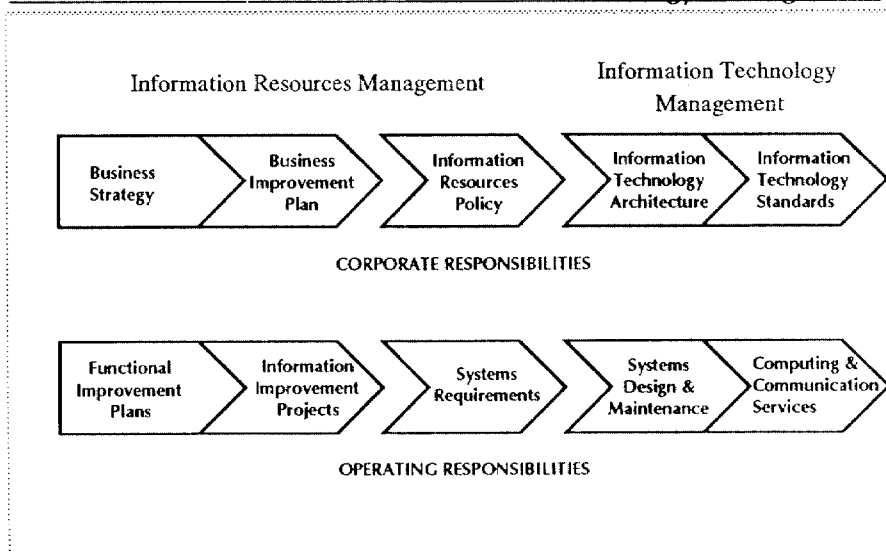 Information Resources Management
Information Technology
Management
Business
Strategy
Business
Improvement
Plan
Information
Resources
Policy
Information
Technology
Architecture
Information
Technology
Standards
CORPORATE RESPONSIBILITIES
Functional
Improvement
Plans
Information
Improvement
Projects
Systems
Requirements
Systems
Design &
Maintenance
Computing &
Communication
Services
OPERATING RESPONSIBILITIES